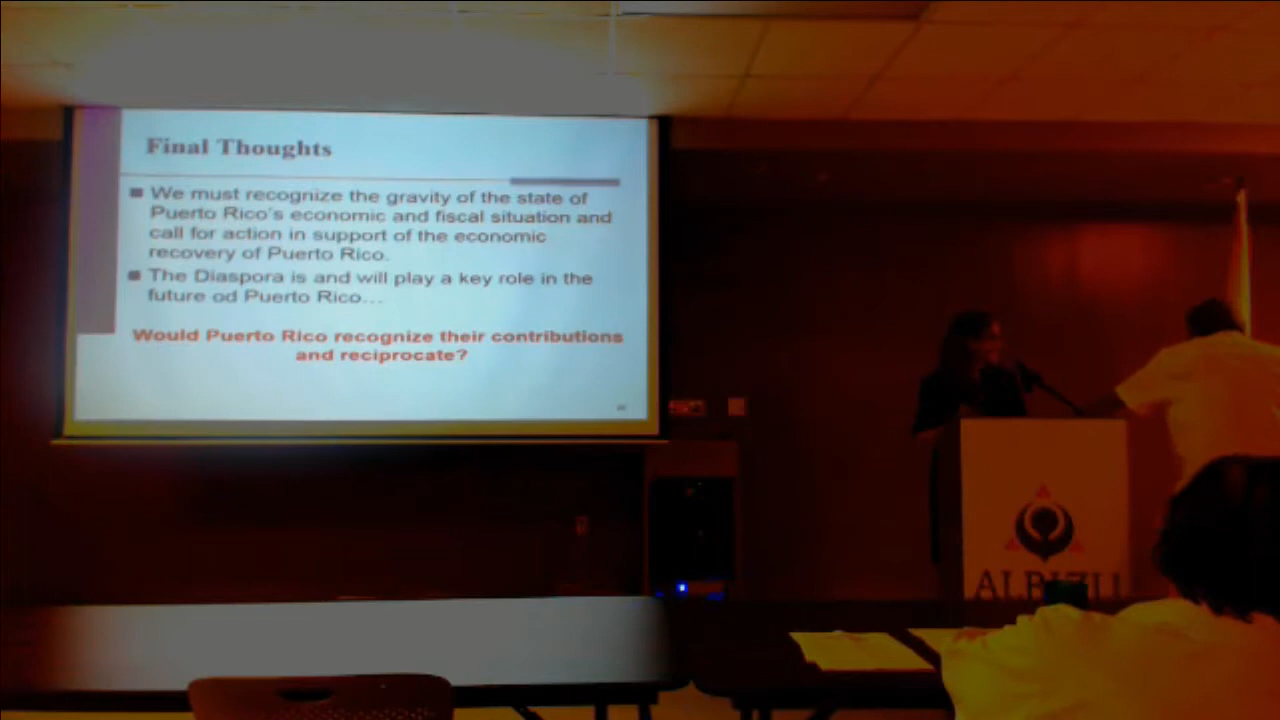 Final Thoughts
We must recognize the gravity of the state of
Puerto Rico's economic and fiscal situation and
call for action in support of the economic
recovery of Puerto Rico.
The Diaspora is and will play a key role in the
future od Puerto Rico...
Would Puerto Rico recognize their contributions
and reciprocate?
ALBIZU